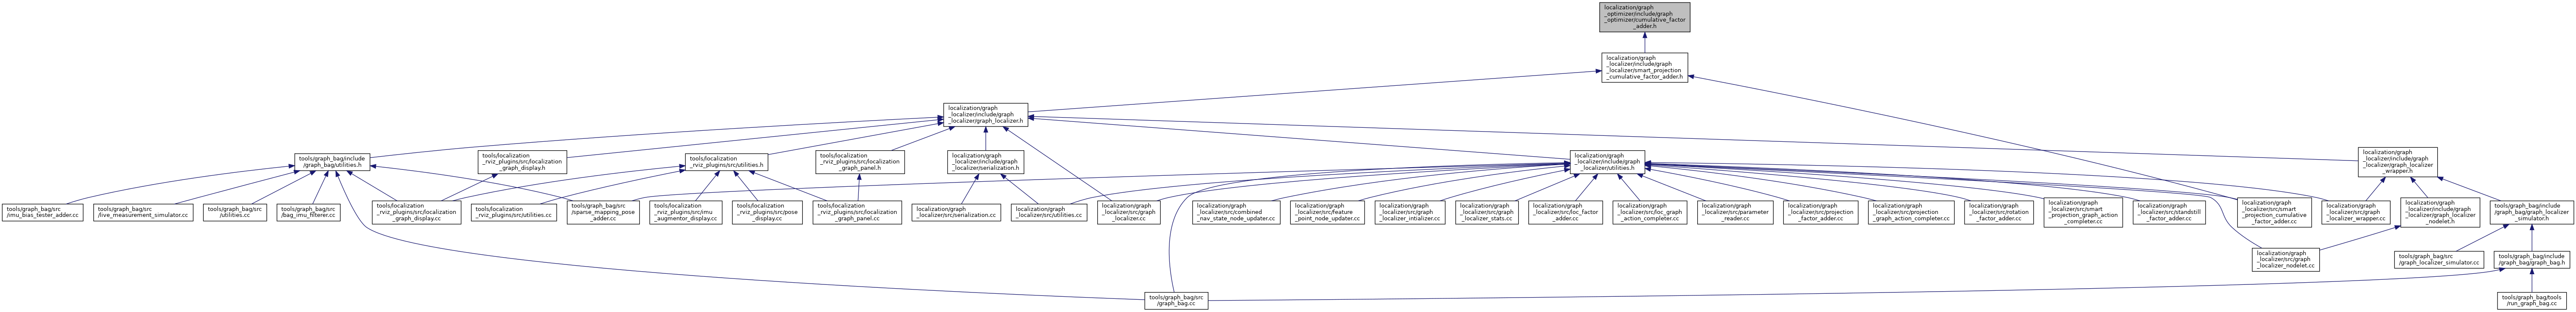 localization/graph
_optimizer/include/graph
_optimizer/cumulative_factor
_adder.h
localization/graph
_localizer/include/graph
_localizer/smart_projection
_cumulative_factor_adder.h
localization/graph
_localizer/include/graph
_localizer/graph_localizer.h
tools/graph_bag/include
/graph_bag/utilities.h
tools/localization
_rviz_plugins/src/localization
_graph_display.h
tools/localization
_rviz_plugins/src/utilities.h
tools/localization
_rviz_plugins/src/localization
_graph_panel.h
localization/graph
_localizer/include/graph
_localizer/serialization.h
localization/graph
_localizer/include/graph
_localizer/utilities.h
localization/graph
_localizer/include/graph
_localizer/graph_localizer
_wrapper.h
tools/graph_bag/src
/imu_bias_tester_adder.cc
tools/graph_bag/src
/live_measurement_simulator.cc
tools/graph_bag/src
/utilities.cc
tools/graph_bag/src
/bag_imu_filterer.cc
tools/localization
_rviz_plugins/src/localization
_graph_display.cc
tools/localization
_rviz_plugins/src/utilities.cc
tools/graph_bag/src
/sparse_mapping_pose
_adder.cc
tools/localization
_rviz_plugins/src/imu
_augmentor_display.cc
tools/localization
_rviz_plugins/src/pose
_display.cc
tools/localization
_rviz_plugins/src/localization
_graph_panel.cc
localization/graph
_localizer/src/serialization.cc
localization/graph
_localizer/src/utilities.cc
localization/graph
_localizer/src/graph
_localizer.cc
localization/graph
_localizer/src/combined
_nav_state_node_updater.cc
localization/graph
_localizer/src/feature
_point_node_updater.cc
localization/graph
_localizer/src/graph
_localizer_initializer.cc
localization/graph
_localizer/src/graph
_localizer_stats.cc
localization/graph
_localizer/src/loc_factor
_adder.cc
localization/graph
_localizer/src/loc_graph
_action_completer.cc
localization/graph
_localizer/src/parameter
_reader.cc
localization/graph
_localizer/src/projection
_factor_adder.cc
localization/graph
_localizer/src/projection
_graph_action_completer.cc
localization/graph
_localizer/src/rotation
_factor_adder.cc
localization/graph
_localizer/src/smart
_projection_graph_action
_completer.cc
localization/graph
_localizer/src/standstill
_factor_adder.cc
localization/graph
_localizer/src/smart
_projection_cumulative
_factor_adder.cc
localization/graph
_localizer/src/graph
_localizer_wrapper.cc
localization/graph
_localizer/include/graph
_localizer/graph_localizer
_nodelet.h
tools/graph_bag/include
/graph_bag/graph_localizer
_simulator.h
localization/graph
_localizer/src/graph
_localizer_nodelet.cc
tools/graph_bag/src
/graph_localizer_simulator.cc
tools/graph_bag/include
/graph_bag/graph_bag.h
tools/graph_bag/src
/graph_bag.cc
tools/graph_bag/tools
/run_graph_bag.cc